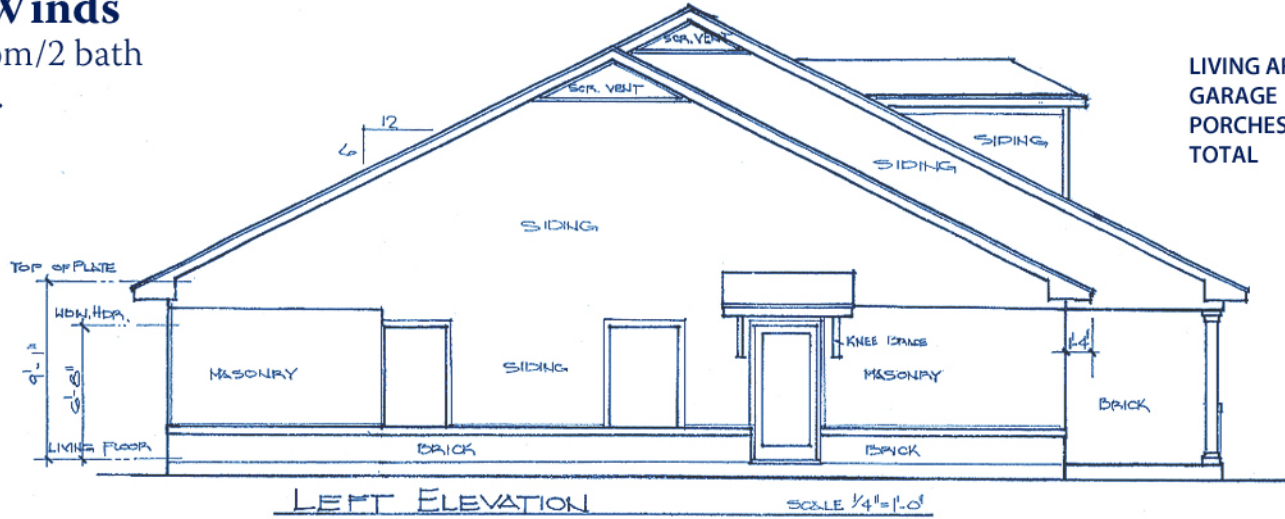 Winds
om/2 bath
LIVING AR
GARAGE
PORCHES
TOTAL
SCR. VENT
SCR. VENT
12
6
SIDING
SIDING
SIDING
TOP OF PLATE
WDW. HDR.
9'-1"
6'-8"
KNEE BRACE
1'-4"
MASONRY
SIDING
MASONRY
BRICK
LIVING FLOOR
BRICK
BRICK
LEFT ELEVATION
SCALE 1/4"=1'-0"